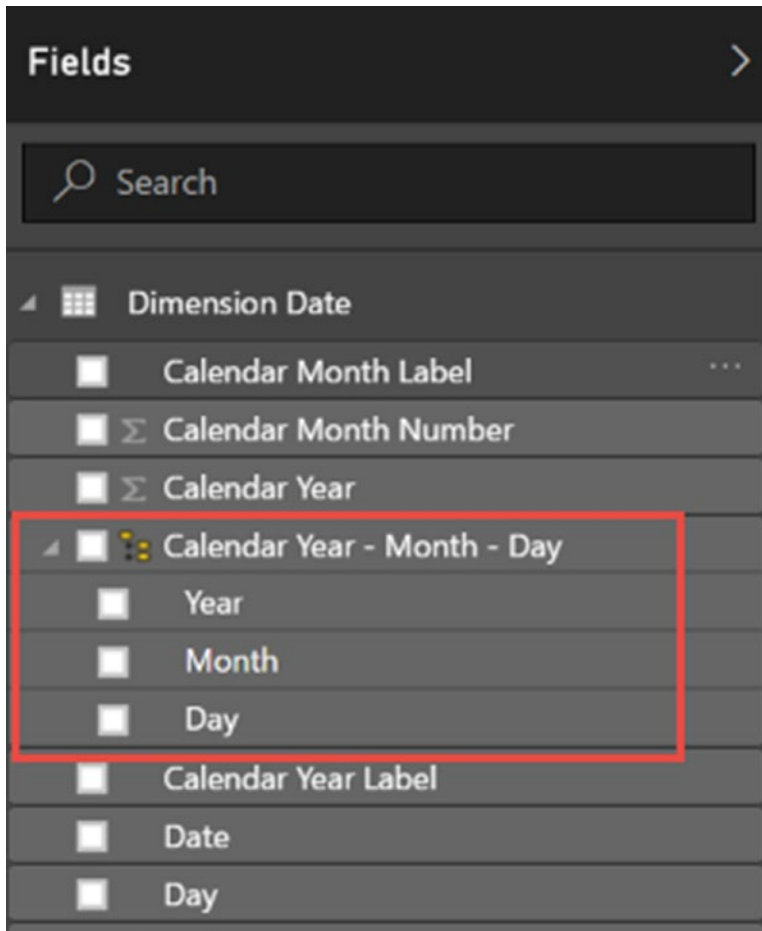 Fields
Search
Dimension Date
Calendar Month Label
Calendar Month Number
Calendar Year
Calendar Year - Month - Day
Year
Month
Day
Calendar Year Label
Date
Day